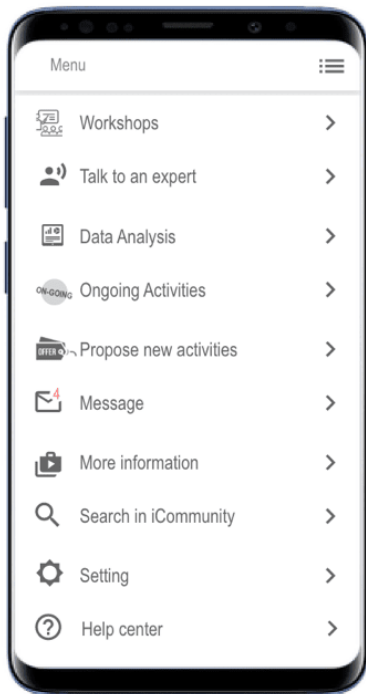 Menu
Workshops
Talk to an expert
Data Analysis
ON-GOING Ongoing Activities
OFFER Propose new activities
4
Message
More information
Search in iCommunity
Setting
? Help center